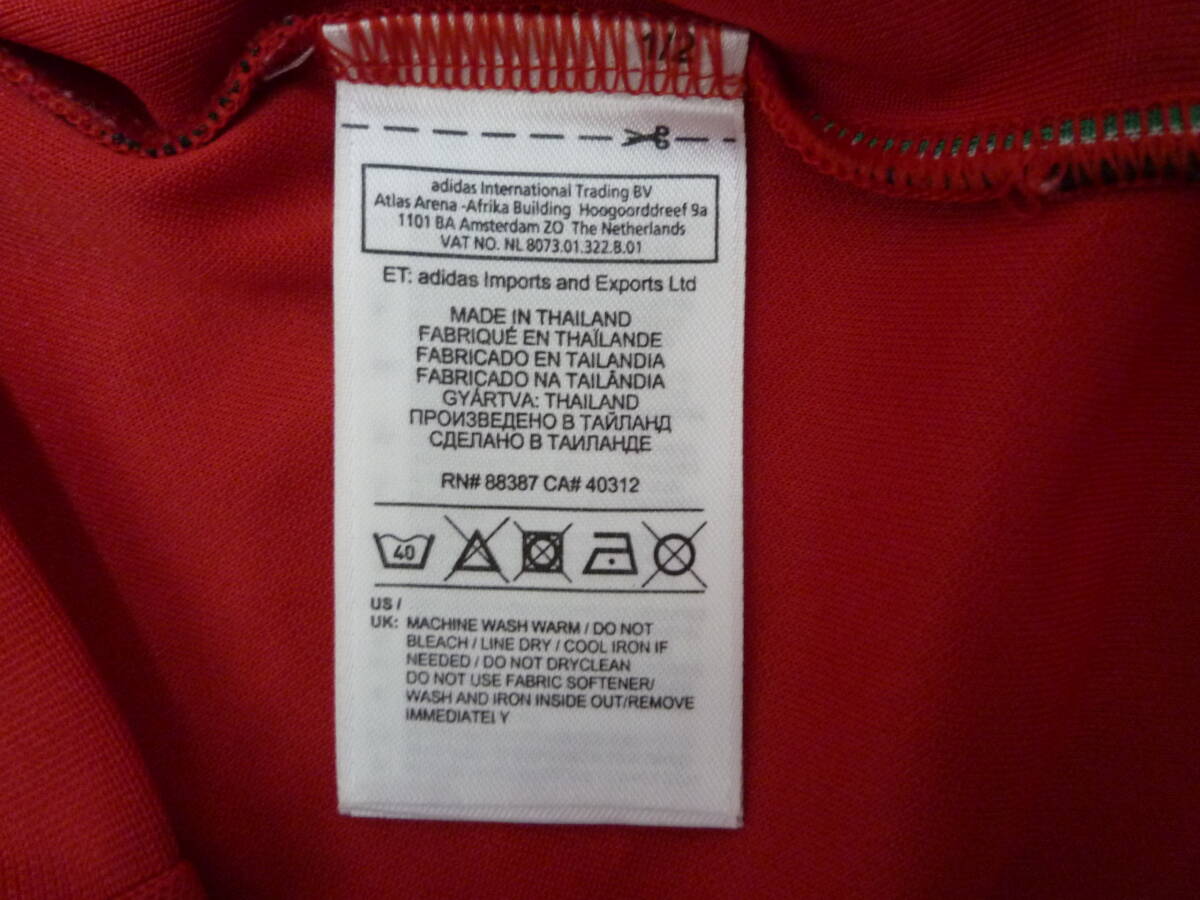 1/2
adidas International Trading BV
Atlas Arena -Afrika Building Hoogoorddreef 9a
1101 BA Amsterdam ZO The Netherlands
VAT NO. NL 8073.01.322.B.01
ET: adidas Imports and Exports Ltd
MADE IN THAILAND
FABRIQUÉ EN THAÏLANDE
FABRICADO EN TAILANDIA
FABRICADO NA TAILÂNDIA
GYÁRTVA: THAILAND
ПРОИЗВЕДЕНО В ТАЙЛАНД
СДЕЛАНО В ТАИЛАНДЕ
RN# 88387 CA# 40312
40
US /
UK: MACHINE WASH WARM / DO NOT
BLEACH / LINE DRY / COOL IRON IF
NEEDED / DO NOT DRYCLEAN
DO NOT USE FABRIC SOFTENER/
WASH AND IRON INSIDE OUT/REMOVE
IMMEDIATELY